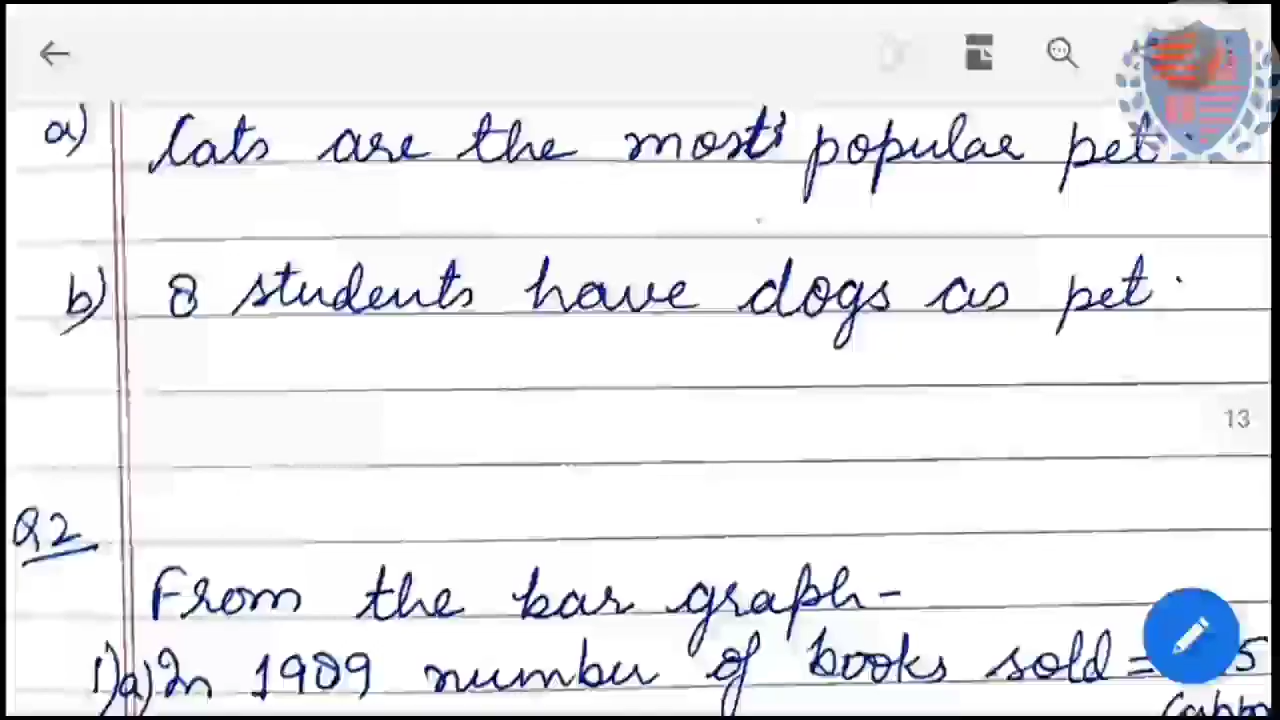 a) Cats are the most popular pet.
b) 8 students have dogs as pet.
13
Q2
From the bar graph-
1) a) In 1989 number of books sold = 5